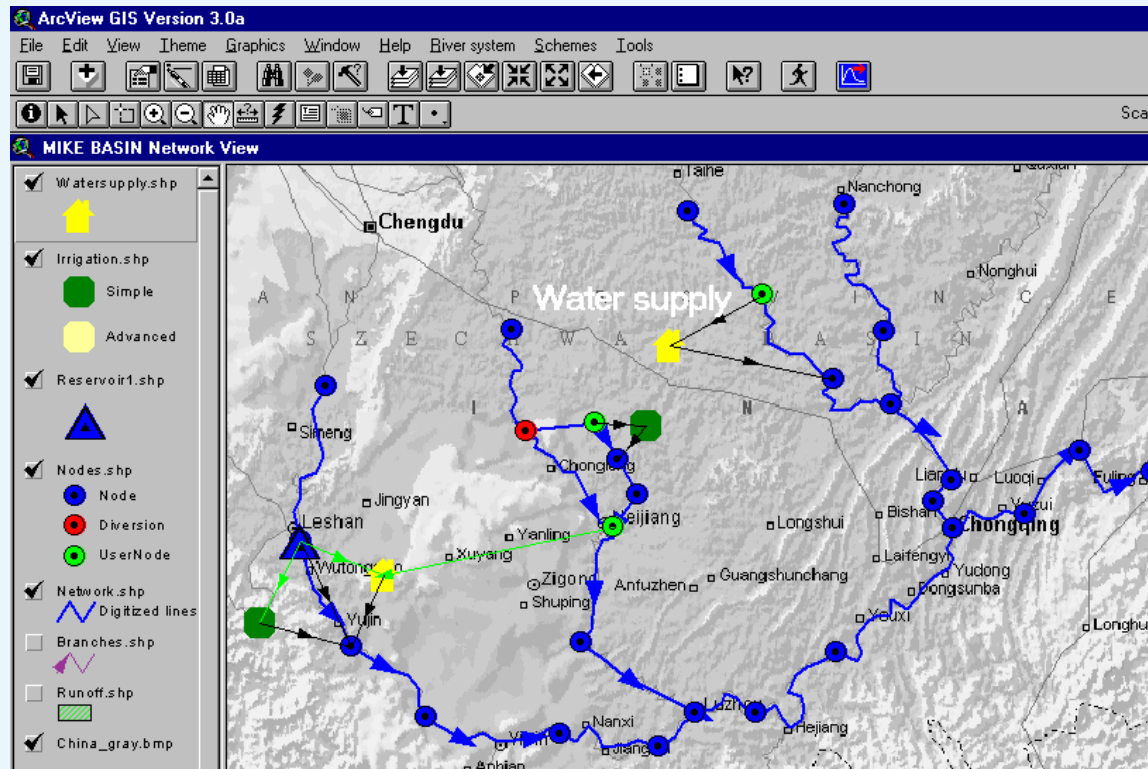 ArcView GIS Version 3.0a
File Edit View Theme Graphics Window Help River system Schemes Tools
Sca
MIKE BASIN Network View
Watersupply.shp
Irrigation.shp
Simple
Advanced
Reservoir1.shp
Nodes.shp
Node
Diversion
UserNode
Network.shp
Digitized lines
Branches.shp
Runoff.shp
China_gray.bmp
Taihe
Nanchong
Chengdu
Nonghui
Water supply
A N P E I N C E
S Z E C H W A N B A S I N
I N A
Simeng
Jingyan
Leshan
Yanling
Longshui
Bishan
Luoqi
Fuling
Chongqing
Xuyang
Zigong
Anfuzhen
Guangshunchang
Laifengyi
Yudong
Dongsunba
Shuping
Yujin
Youxi
Longhu
Nanxi
Hejiang
Anbian